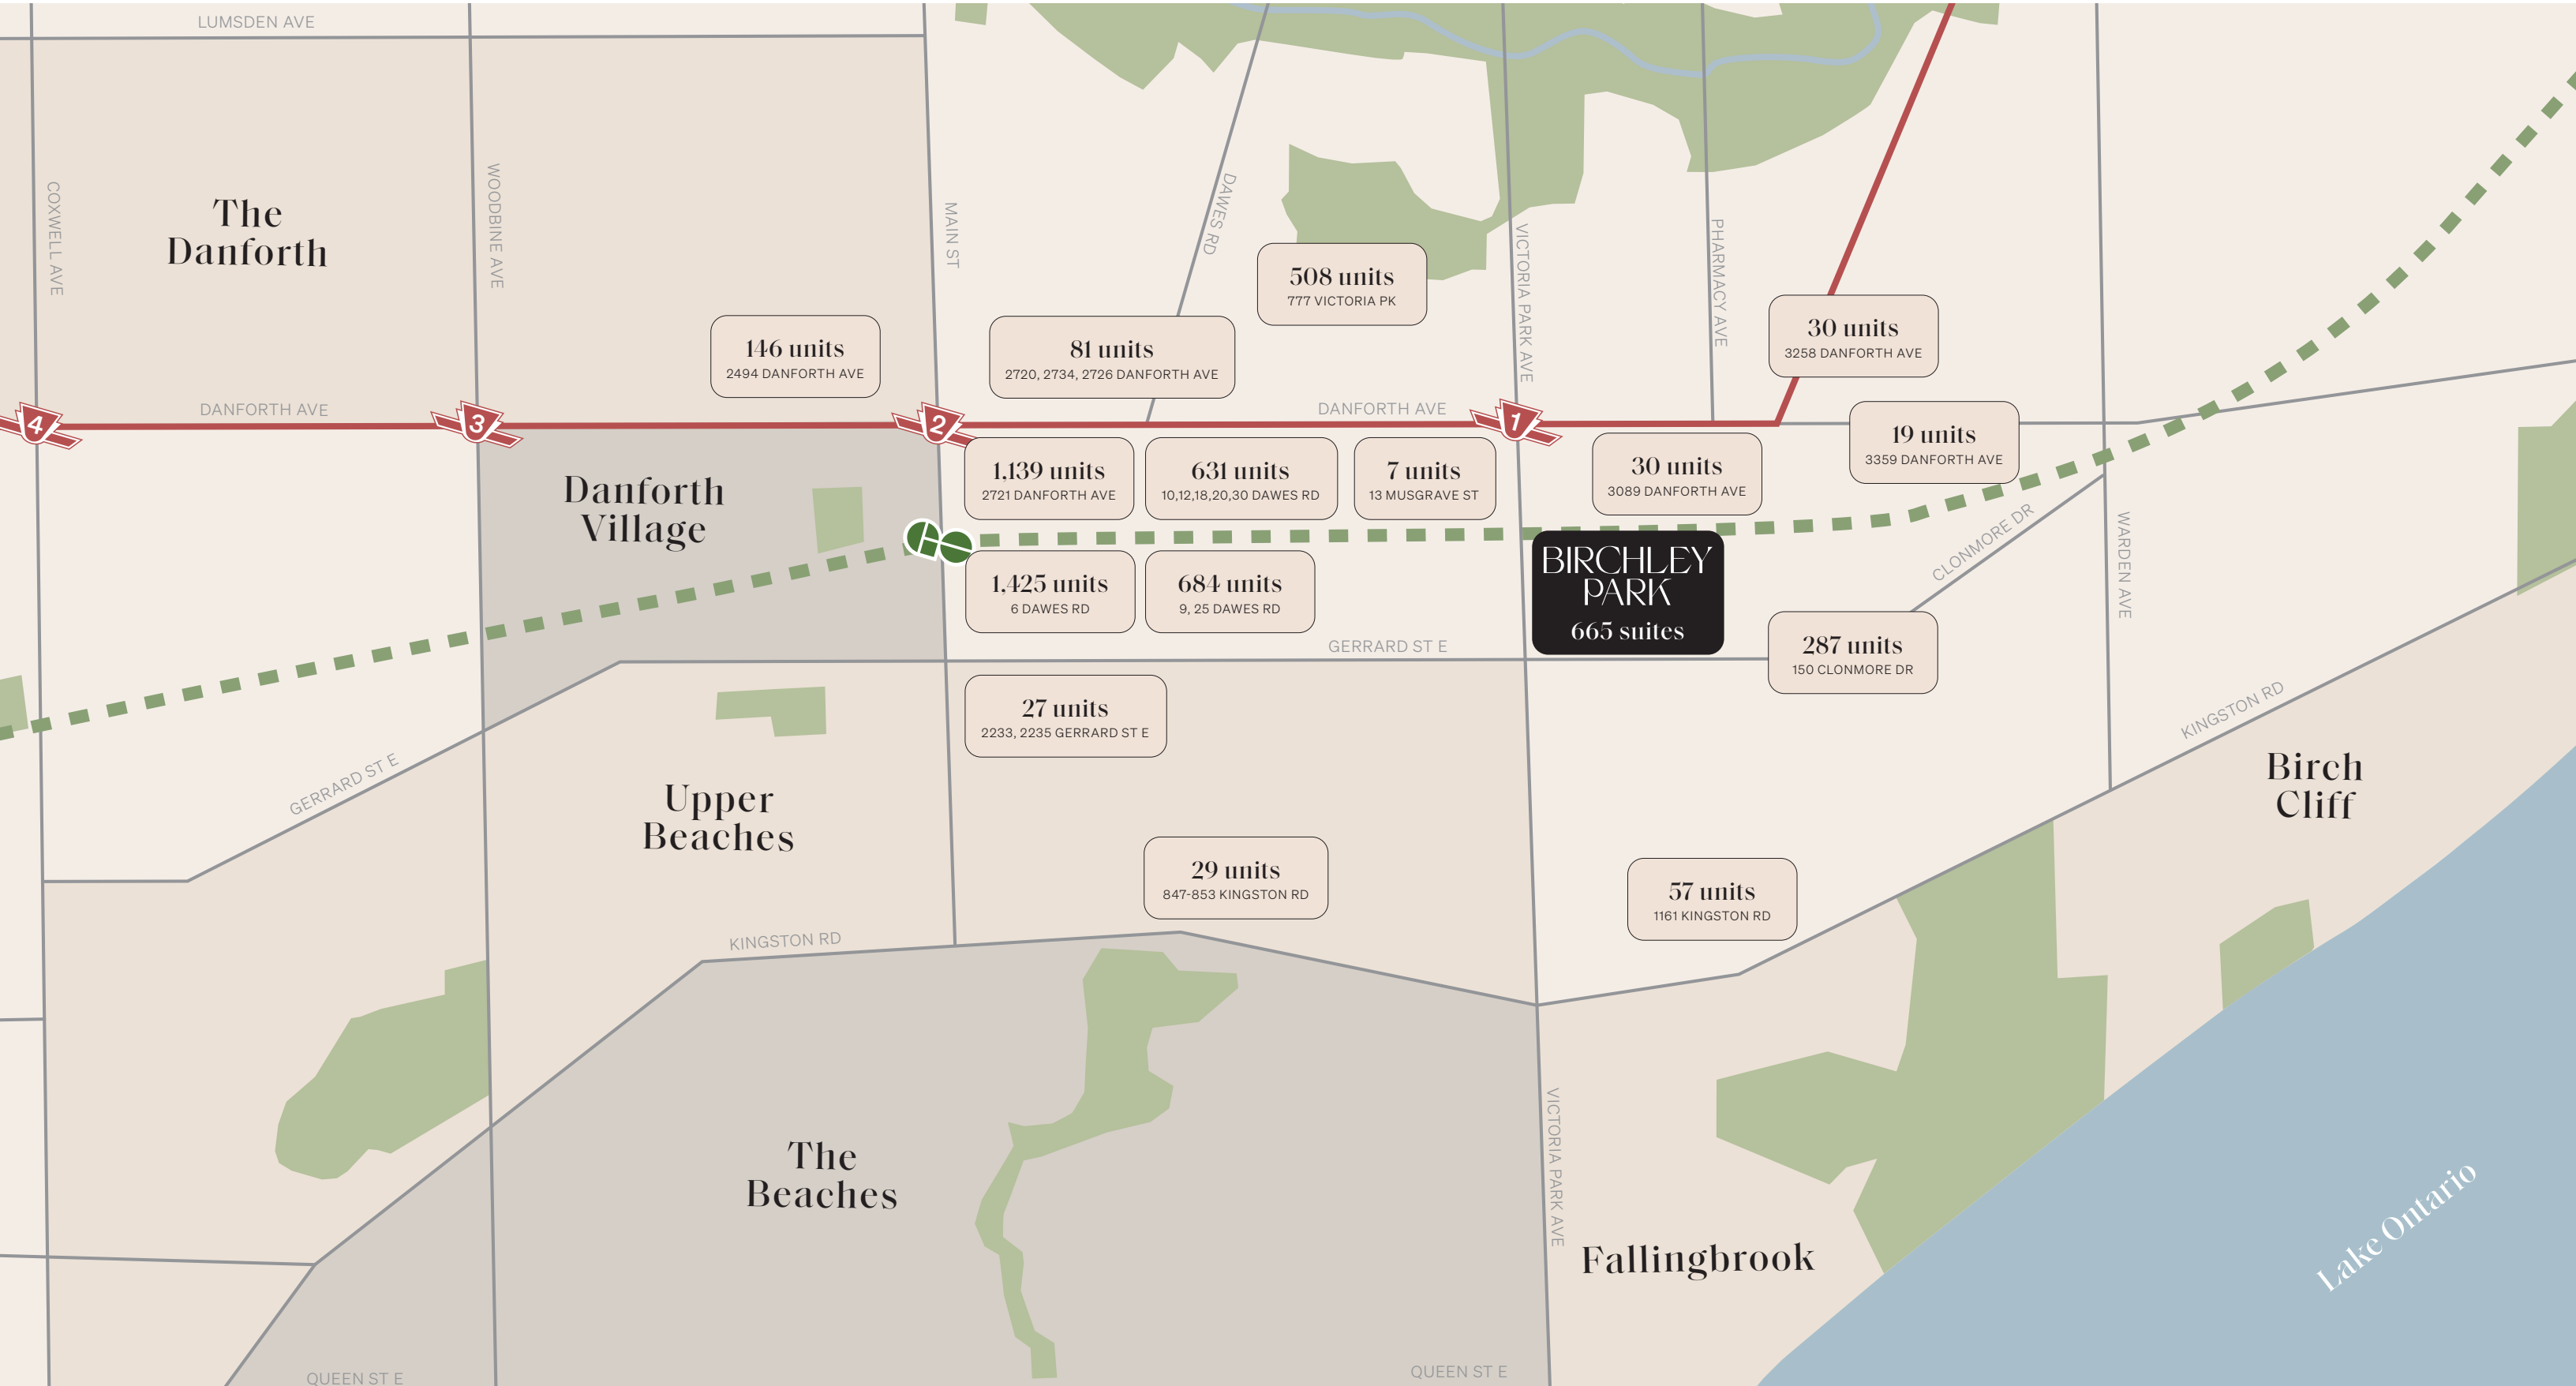 LUMSDEN AVE
COXWELL AVE
WOODBINE AVE
MAIN ST
DAWES RD
VICTORIA PARK AVE
PHARMACY AVE
The
Danforth
508 units
777 VICTORIA PK
146 units
2494 DANFORTH AVE
81 units
2720, 2734, 2726 DANFORTH AVE
30 units
3258 DANFORTH AVE
DANFORTH AVE
DANFORTH AVE
4
3
2
1
19 units
3359 DANFORTH AVE
Danforth
Village
1,139 units
2721 DANFORTH AVE
631 units
10,12,18,20,30 DAWES RD
7 units
13 MUSGRAVE ST
30 units
3089 DANFORTH AVE
CLONMORE DR
WARDEN AVE
1,425 units
6 DAWES RD
684 units
9, 25 DAWES RD
BIRCHLEY
PARK
665 suites
GERRARD ST E
287 units
150 CLONMORE DR
27 units
2233, 2235 GERRARD ST E
KINGSTON RD
GERRARD ST E
Upper
Beaches
Birch
Cliff
29 units
847-853 KINGSTON RD
57 units
1161 KINGSTON RD
KINGSTON RD
The
Beaches
VICTORIA PARK AVE
Fallingbrook
Lake Ontario
QUEEN ST E
QUEEN ST E